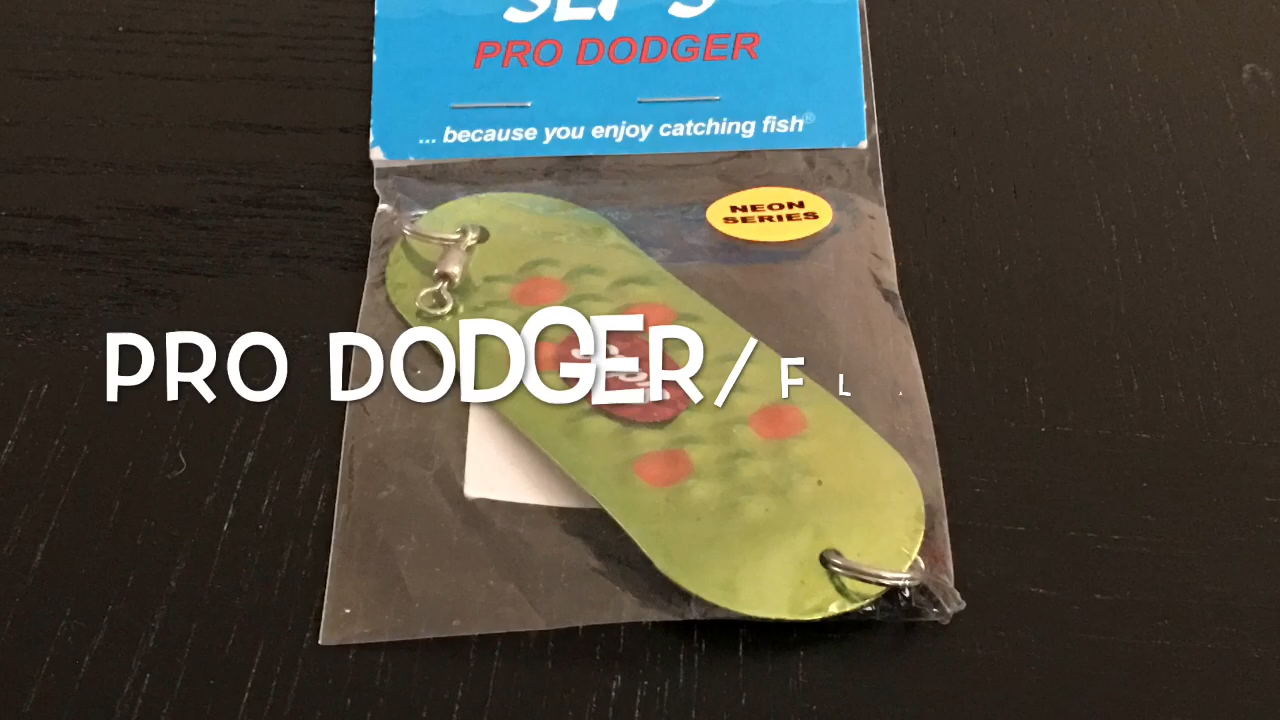 PRO DODGER
... because you enjoy catching fish®
NEON
SERIES
PRO DODGER/ F L